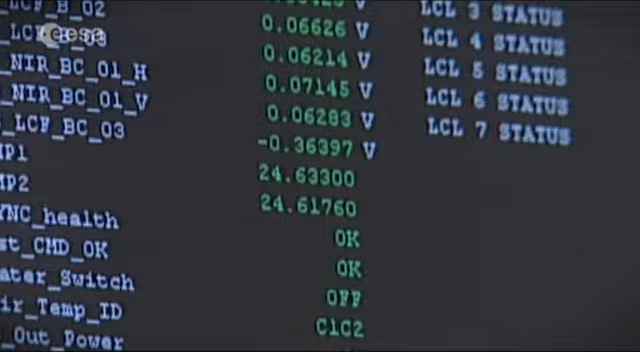 LCF_B_02 LCL 3 STATUS
0.06626 V LCL 4 STATUS
esa
_NIR_BC_01_H 0.06214 V LCL 5 STATUS
_NIR_BC_01_V 0.07145 V LCL 6 STATUS
_LCF_BC_03 0.06283 V LCL 7 STATUS
-0.36397 V
MP1 24.63300
MP2 24.61760
YNC_health OK
st_CMD_OK OK
ater_Switch OFF
ir_Temp_ID C1C2
_Out_Power